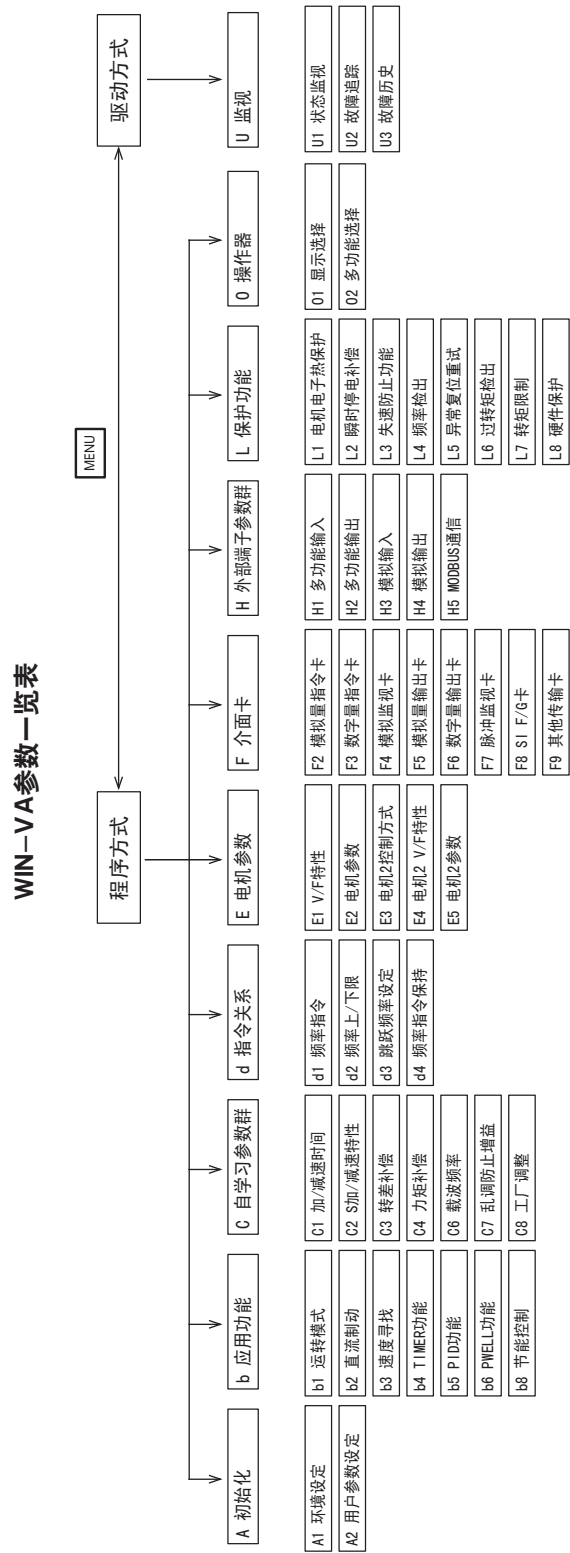 WIN-VA参数一览表
MENU
程序方式
驱动方式
A 初始化
A1 环境设定
A2 用户参数设定
b 应用功能
b1 运转模式
b2 直流制动
b3 速度寻找
b4 TIMER功能
b5 PID功能
b6 PWELL功能
b8 节能控制
C 自学习参数群
C1 加/减速时间
C2 S加/减速特性
C3 转差补偿
C4 力矩补偿
C6 载波频率
C7 乱调防止增益
C8 工厂调整
d 指令关系
d1 频率指令
d2 频率上/下限
d3 跳跃频率设定
d4 频率指令保持
E 电机参数
E1 V/F特性
E2 电机参数
E3 电机2控制方式
E4 电机2 V/F特性
E5 电机2参数
F 介面卡
F2 模拟量指令卡
F3 数字量指令卡
F4 模拟监视卡
F5 模拟量输出卡
F6 数字量输出卡
F7 脉冲监视卡
F8 SI F/G卡
F9 其他传输卡
H 外部端子参数群
H1 多功能输入
H2 多功能输出
H3 模拟输入
H4 模拟输出
H5 MODBUS通信
L 保护功能
L1 电机电子热保护
L2 瞬时停电补偿
L3 失速防止功能
L4 频率检出
L5 异常复位重试
L6 过转矩检出
L7 转矩限制
L8 硬件保护
O 操作器
O1 显示选择
O2 多功能选择
U 监视
U1 状态监视
U2 故障追踪
U3 故障历史